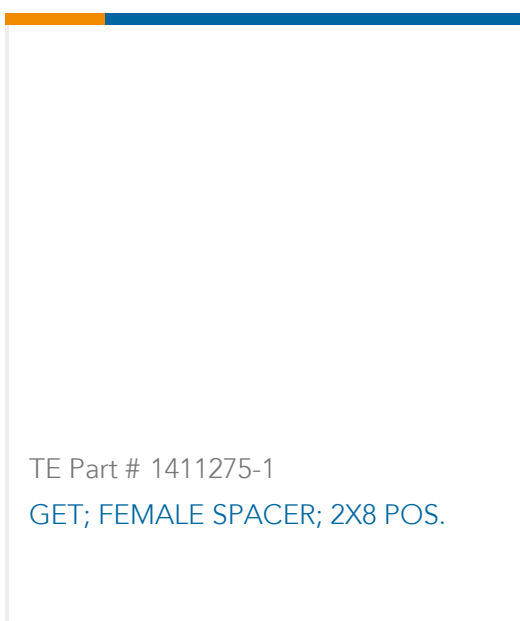 TE Part # 1411275-1
GET; FEMALE SPACER; 2X8 POS.